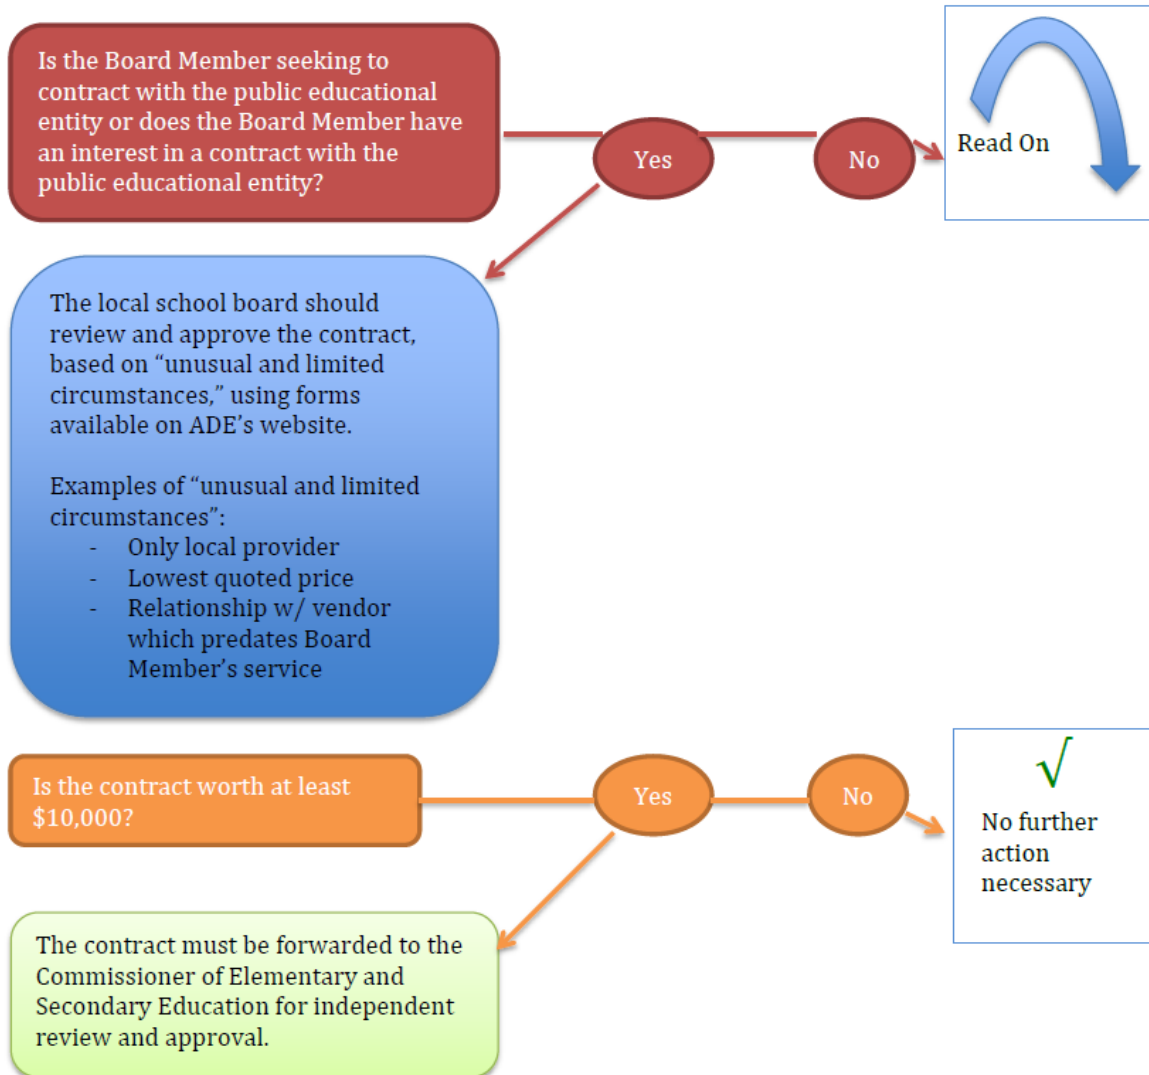 Is the Board Member seeking to
contract with the public educational
entity or does the Board Member have
an interest in a contract with the
public educational entity?
Yes
No
Read On
The local school board should
review and approve the contract,
based on “unusual and limited
circumstances,” using forms
available on ADE’s website.
Examples of “unusual and limited
circumstances”:
- Only local provider
- Lowest quoted price
- Relationship w/ vendor
which predates Board
Member’s service
Is the contract worth at least
$10,000?
Yes
No
√
No further
action
necessary
The contract must be forwarded to the
Commissioner of Elementary and
Secondary Education for independent
review and approval.